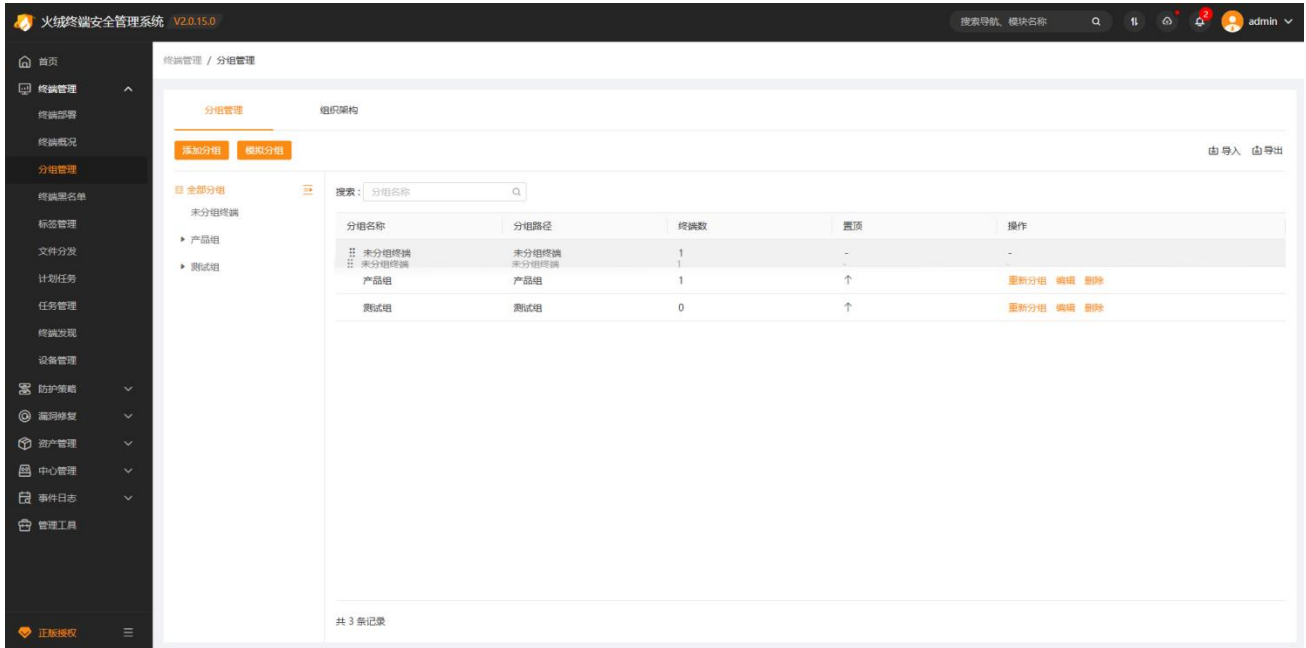 火绒终端安全管理系统 V2.0.15.0 搜索导航、模块名称 2 admin
首页
终端管理
终端部署
终端概况
分组管理
终端黑名单
标签管理
文件分发
计划任务
任务管理
终端发现
设备管理
防护策略
漏洞修复
资产管理
中心管理
事件日志
管理工具
正版授权
终端管理 / 分组管理
分组管理 组织架构
添加分组 模拟分组 导入 导出
全部分组
未分组终端
产品组
测试组
搜索: 分组名称
分组名称 分组路径 终端数 置顶 操作
未分组终端 未分组终端 1 - -
未分组终端 未分组终端 1 - -
产品组 产品组 1 ↑ 重新分组 编辑 删除
测试组 测试组 0 ↑ 重新分组 编辑 删除
共 3 条记录